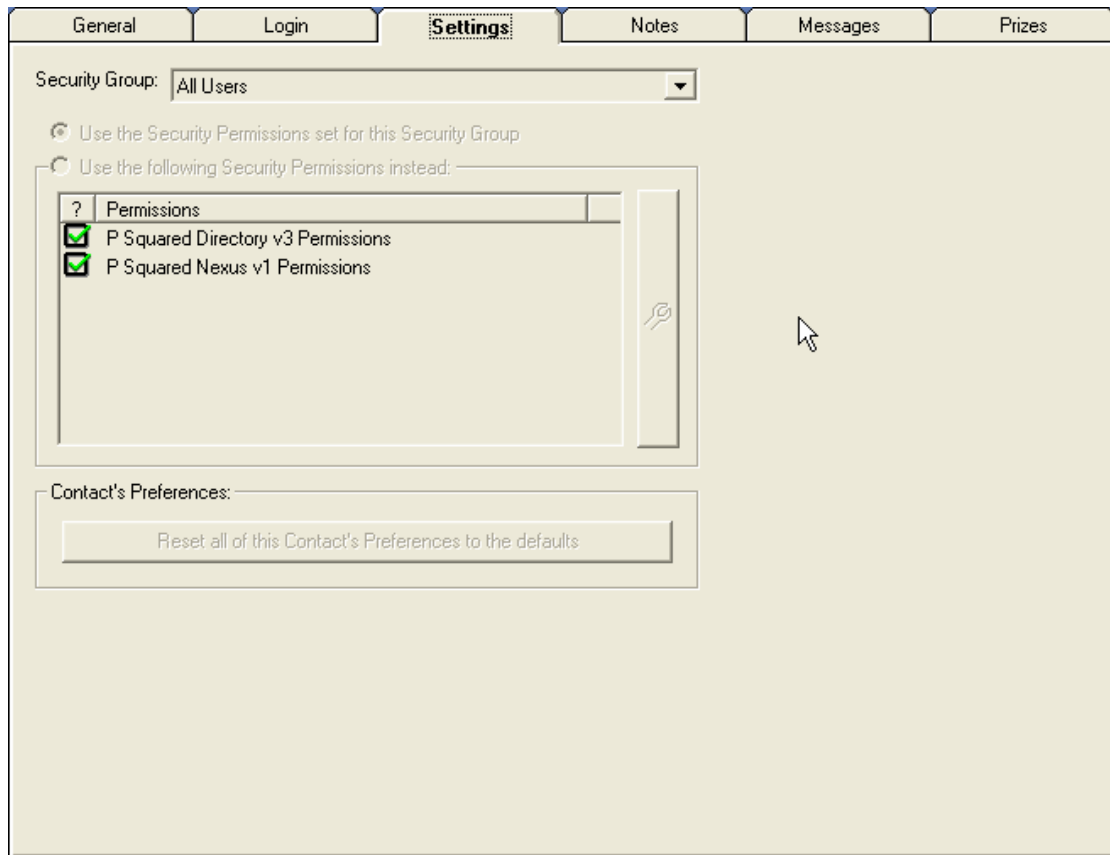 General Login Settings Notes Messages Prizes
Security Group: All Users
Use the Security Permissions set for this Security Group
Use the following Security Permissions instead:
? Permissions
P Squared Directory v3 Permissions
P Squared Nexus v1 Permissions
Contact's Preferences:
Reset all of this Contact's Preferences to the defaults